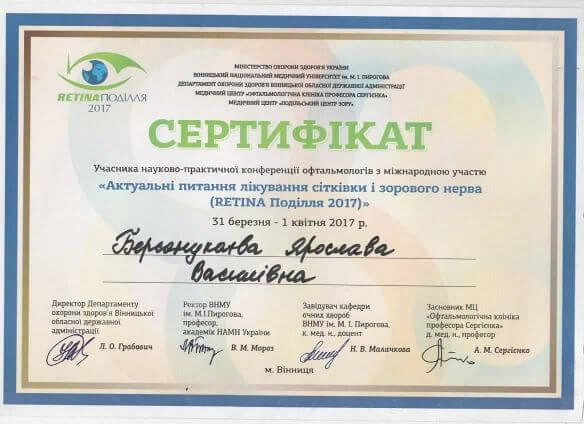 RETINAПОДІЛЛЯ
2017
МІНІСТЕРСТВО ОХОРОНИ ЗДОРОВ'Я УКРАЇНИ
ВІННИЦЬКИЙ НАЦІОНАЛЬНИЙ МЕДИЧНИЙ УНІВЕРСИТЕТ ІМ. М. І. ПИРОГОВА
ДЕПАРТАМЕНТ ОХОРОНИ ЗДОРОВ'Я ВІННИЦЬКОЇ ОБЛАСНОЇ ДЕРЖАВНОЇ АДМІНІСТРАЦІЇ
МЕДИЧНИЙ ЦЕНТР «ОФТАЛЬМОЛОГІЧНА КЛІНІКА ПРОФЕСОРА СЕРГІЄНКА»
МЕДИЧНИЙ ЦЕНТР «ПОДІЛЬСЬКИЙ ЦЕНТР ЗОРУ»
СЕРТИФІКАТ
Учасника науково-практичної конференції офтальмологів з міжнародною участю
«Актуальні питання лікування сітківки і зорового нерва
(RETINA Поділля 2017)»
31 березня - 1 квітня 2017 р.
Ярослава
Василівна
Директор Департаменту
охорони здоров'я Вінницької
обласної державної
адміністрації
Л. О. Грабович
Ректор ВНМУ
ім. М.І.Пирогова,
професор,
академік НАМН України
В. М. Мороз
Завідувач кафедри
очних хвороб
ВНМУ ім. М. І. Пирогова,
к. мед. н., доцент
Н. В. Малачкова
Засновник МЦ
«Офтальмологічна клініка
професора Сергієнка»
д. мед. н., професор
А. М. Сергієнко
м. Вінниця